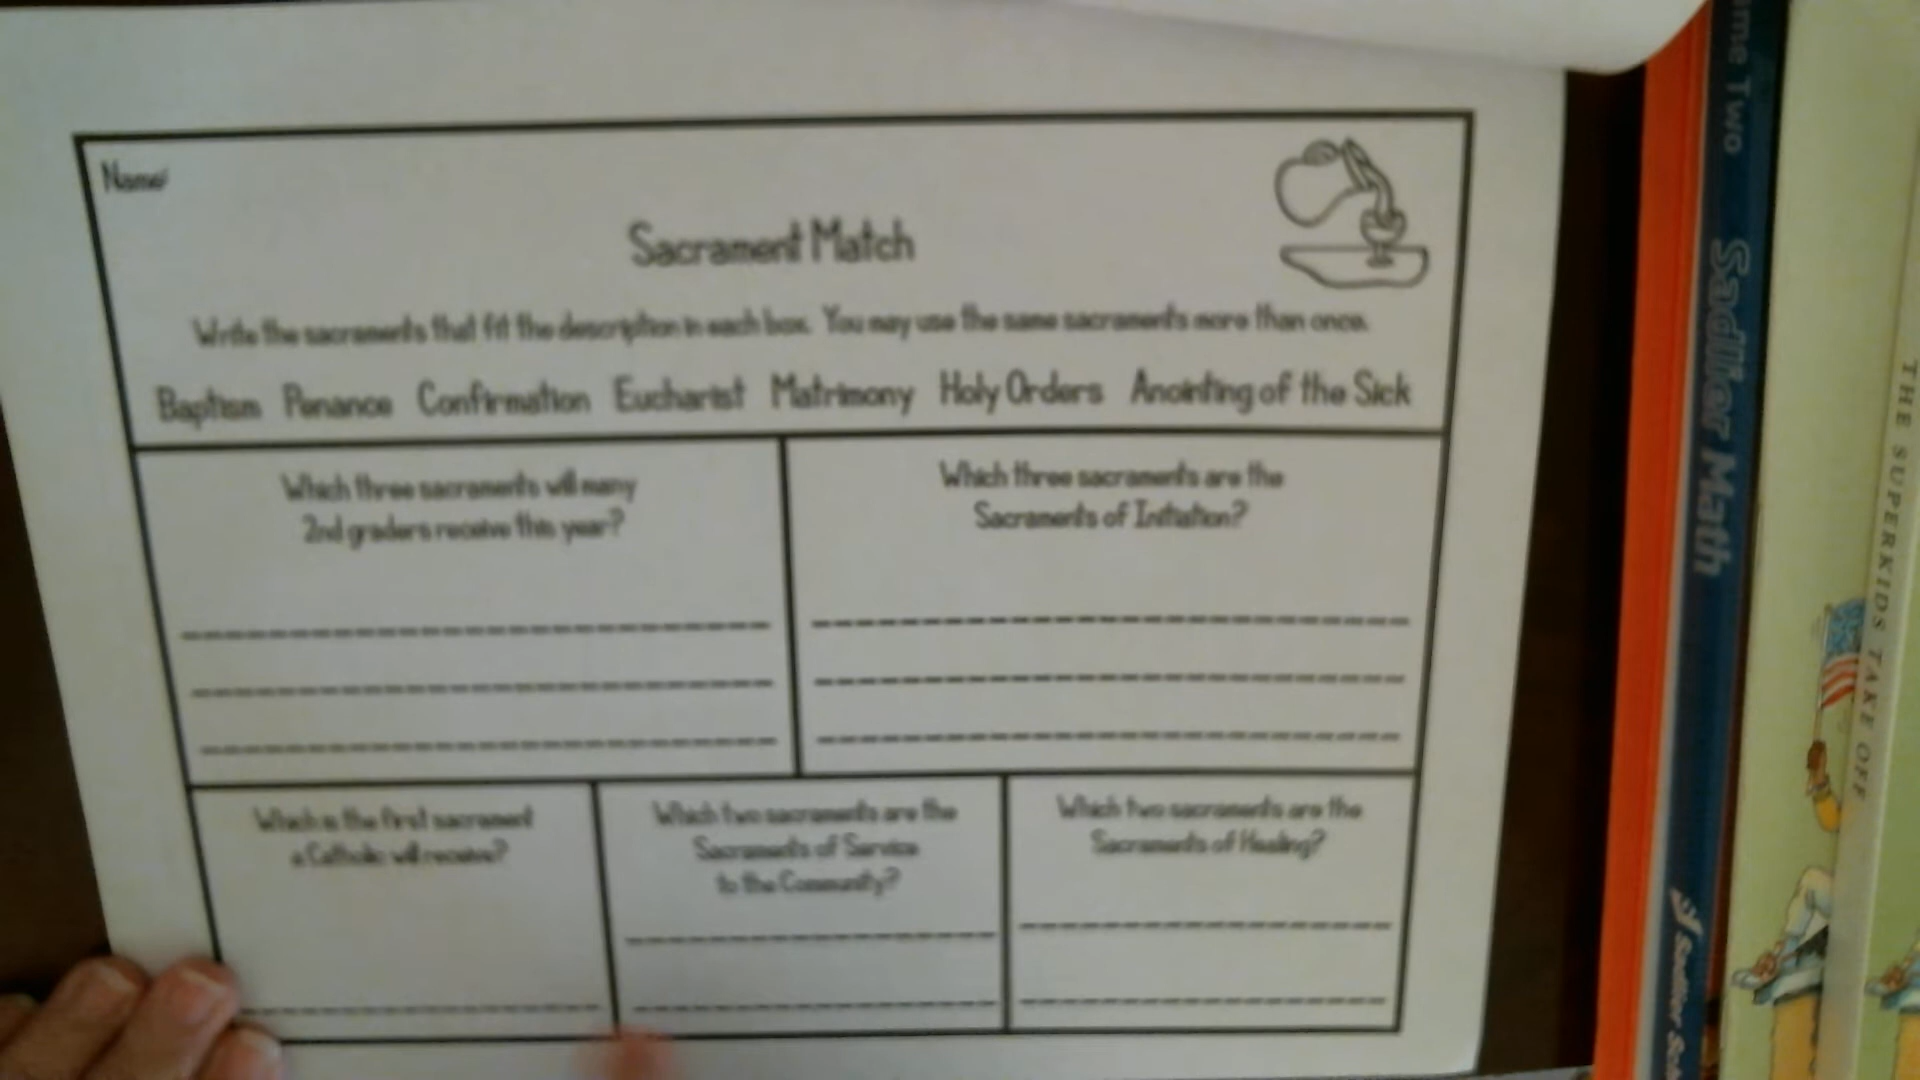 Name:
Sacrament Match
Write the sacraments that fit the description in each box. You may use the same sacraments more than once.
Baptism Penance Confirmation Eucharist Matrimony Holy Orders Anointing of the Sick
Which three sacraments will many
2nd graders receive this year?
Which three sacraments are the
Sacraments of Initiation?
Which is the first sacrament
a Catholic will receive?
Which two sacraments are the
Sacraments of Service
to the Community?
Which two sacraments are the
Sacraments of Healing?
Two
Sadlier Math
Sadlier
THE SUPERKIDS TAKE OFF